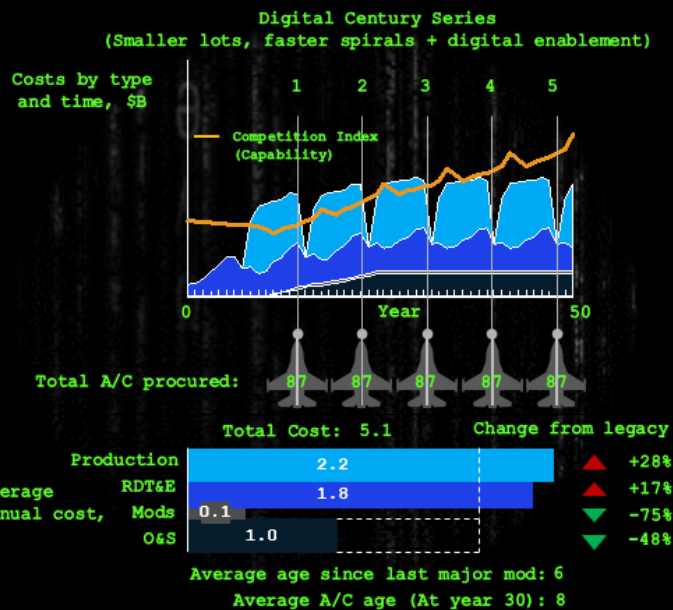 Digital Century Series
(Smaller lots, faster spirals + digital enablement)
Costs by type
and time, $B
1 2 3 4 5
Competition Index
(Capability)
0 Year 50
Total A/C procured: 87 87 87 87 87
Total Cost: 5.1 Change from legacy
Production 2.2 +28%
RDT&E 1.8 +17%
erage
nual cost,
Mods 0.1 -75%
O&S 1.0 -48%
Average age since last major mod: 6
Average A/C age (At year 30): 8